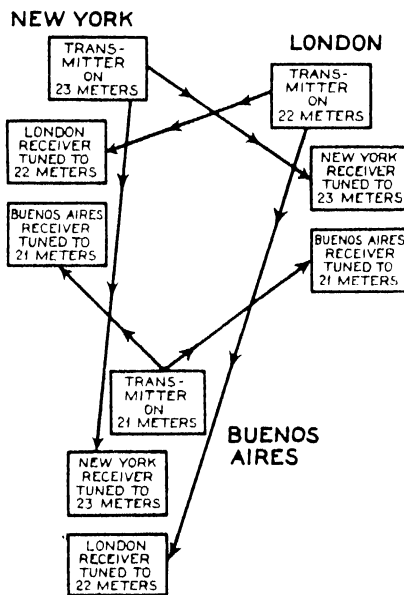 NEW YORK
TRANS-
MITTER
ON
23 METERS
LONDON
TRANS-
MITTER
ON
22 METERS
LONDON
RECEIVER
TUNED TO
22 METERS
NEW YORK
RECEIVER
TUNED TO
23 METERS
BUENOS AIRES
RECEIVER
TUNED TO
21 METERS
BUENOS AIRES
RECEIVER
TUNED TO
21 METERS
TRANS-
MITTER
ON
21 METERS
BUENOS
AIRES
NEW YORK
RECEIVER
TUNED TO
23 METERS
LONDON
RECEIVER
TUNED TO
22 METERS